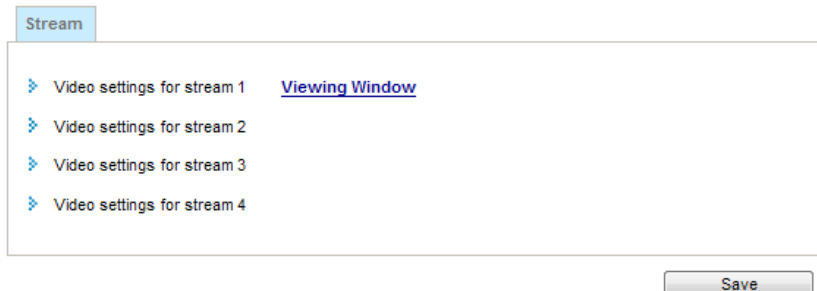 Stream
Video settings for stream 1 Viewing Window
Video settings for stream 2
Video settings for stream 3
Video settings for stream 4
Save